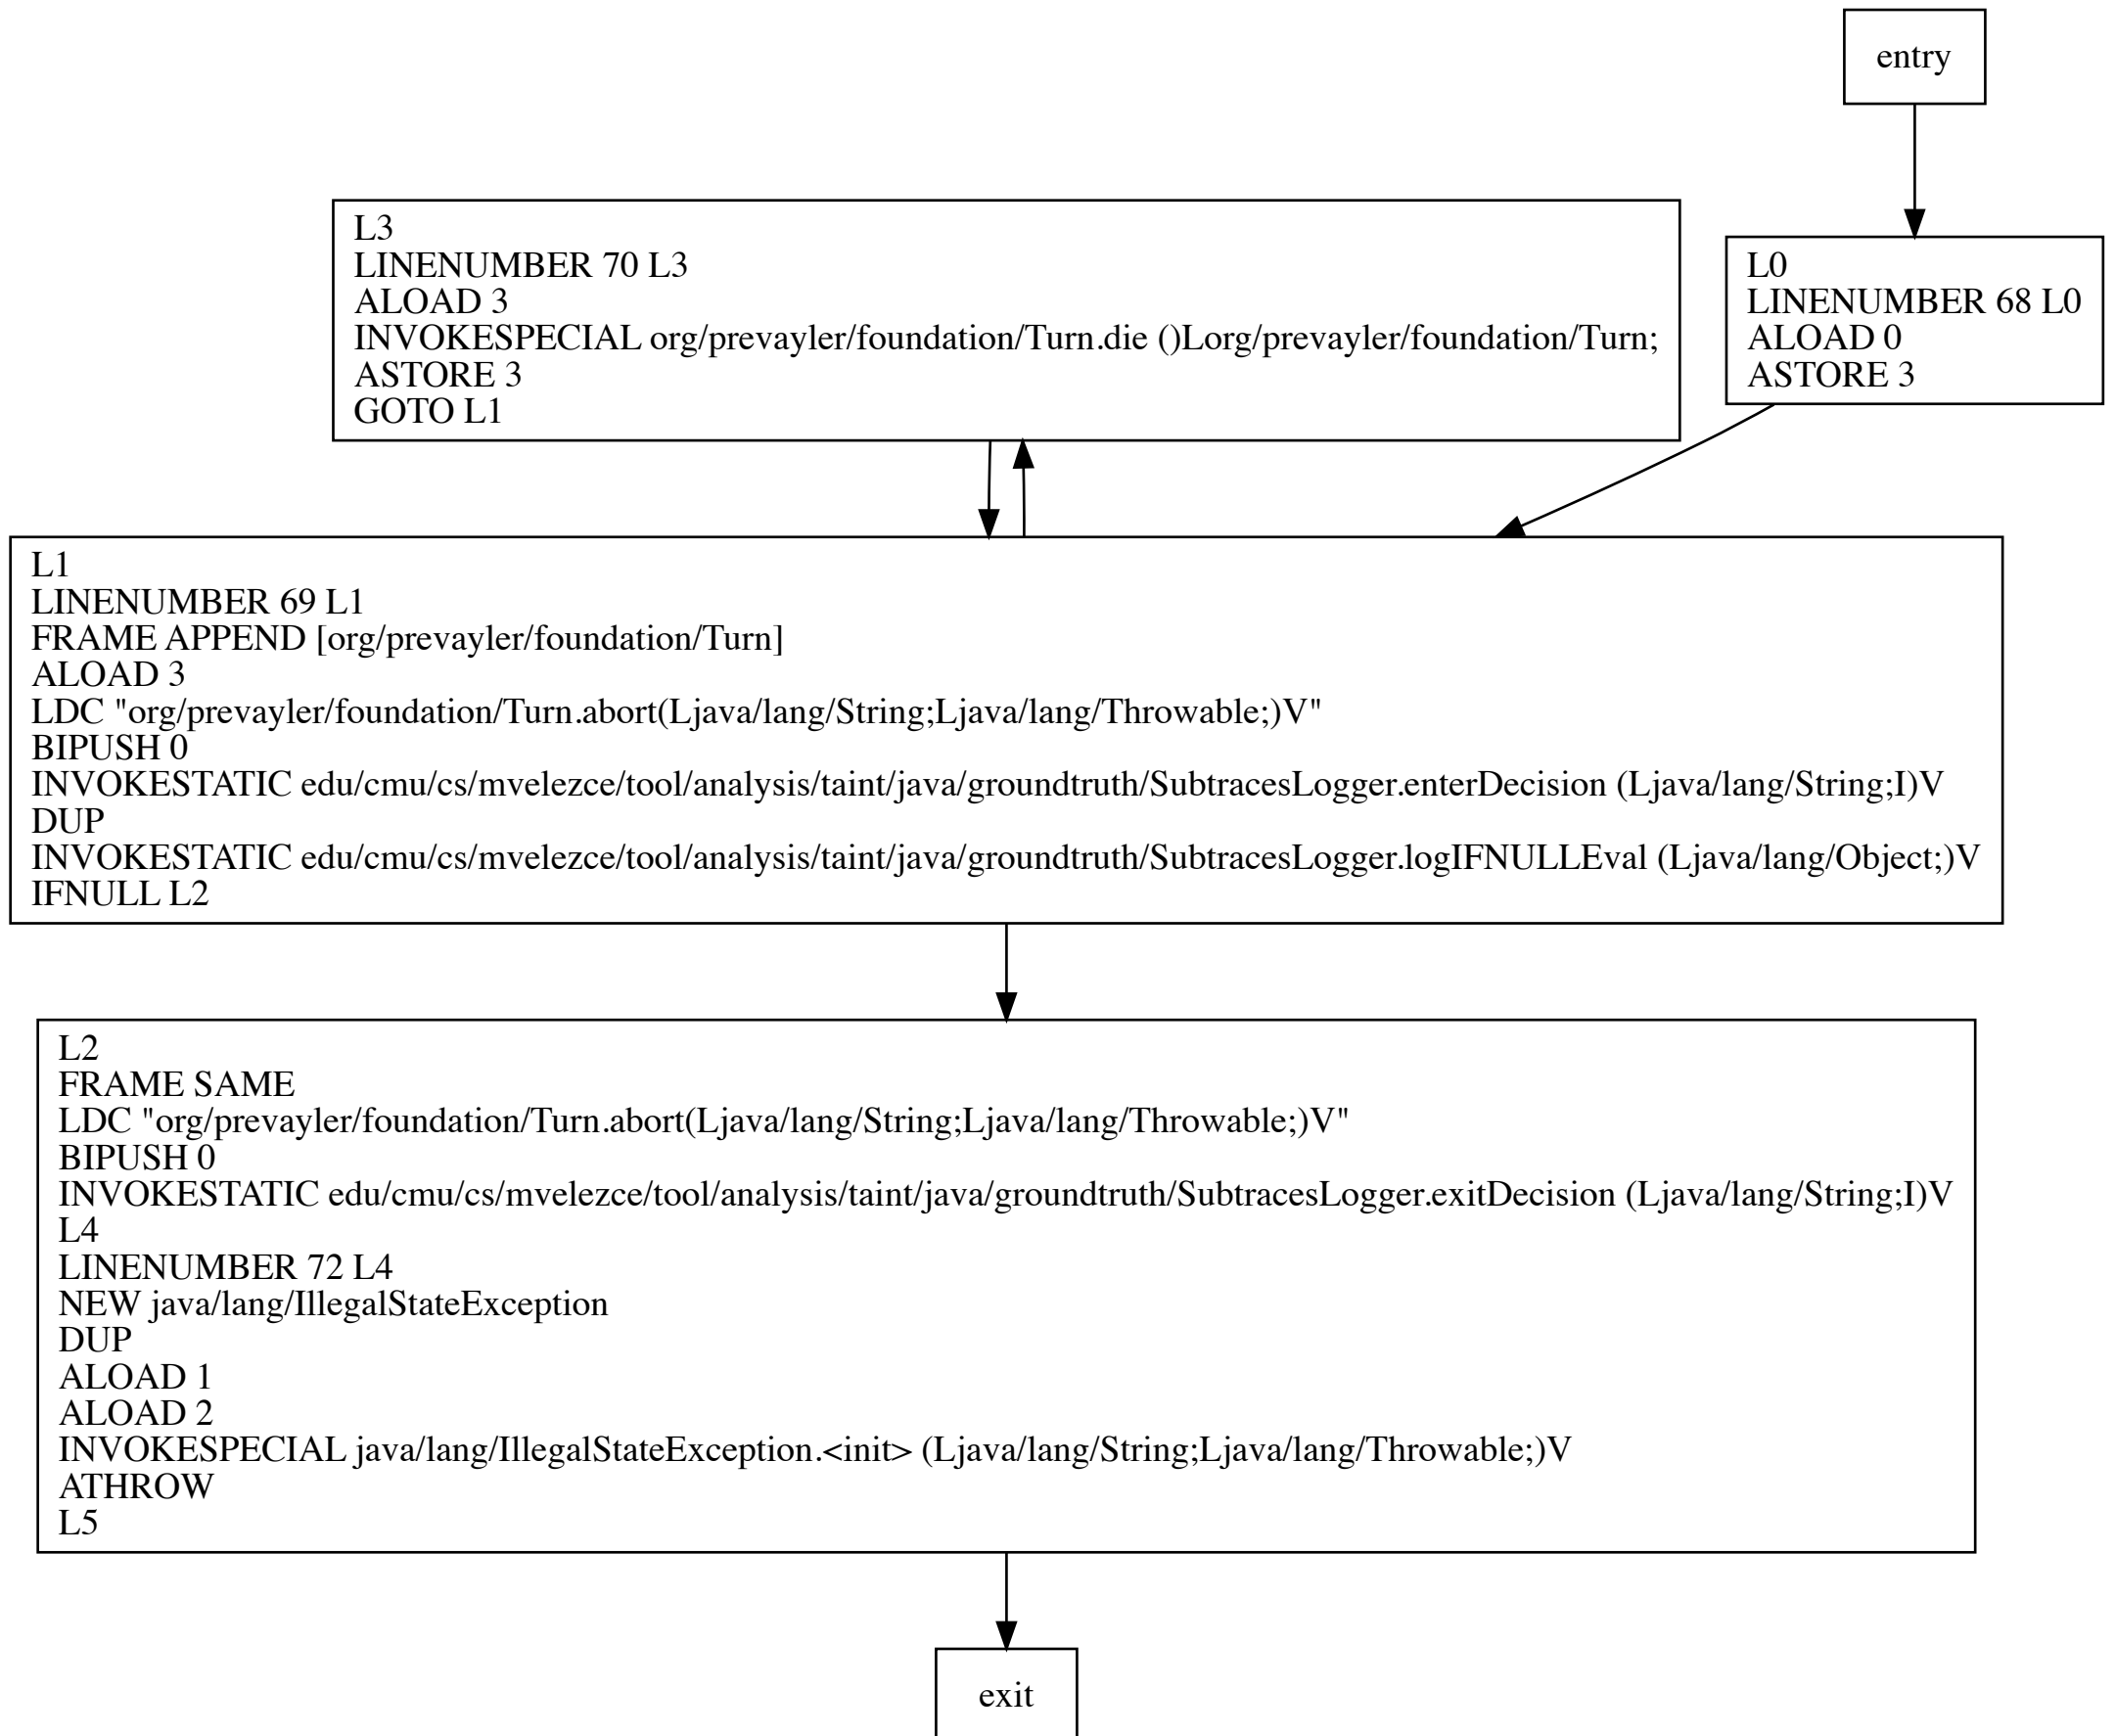 entry
L3
LINENUMBER 70 L3
ALOAD 3
INVOKESPECIAL org/prevayler/foundation/Turn.die ()Lorg/prevayler/foundation/Turn;
ASTORE 3
GOTO L1
L0
LINENUMBER 68 L0
ALOAD 0
ASTORE 3
L1
LINENUMBER 69 L1
FRAME APPEND [org/prevayler/foundation/Turn]
ALOAD 3
LDC "org/prevayler/foundation/Turn.abort(Ljava/lang/String;Ljava/lang/Throwable;)V"
BIPUSH 0
INVOKESTATIC edu/cmu/cs/mvelezce/tool/analysis/taint/java/groundtruth/SubtracesLogger.enterDecision (Ljava/lang/String;I)V
DUP
INVOKESTATIC edu/cmu/cs/mvelezce/tool/analysis/taint/java/groundtruth/SubtracesLogger.logIFNULLEval (Ljava/lang/Object;)V
IFNULL L2
L2
FRAME SAME
LDC "org/prevayler/foundation/Turn.abort(Ljava/lang/String;Ljava/lang/Throwable;)V"
BIPUSH 0
INVOKESTATIC edu/cmu/cs/mvelezce/tool/analysis/taint/java/groundtruth/SubtracesLogger.exitDecision (Ljava/lang/String;I)V
L4
LINENUMBER 72 L4
NEW java/lang/IllegalStateException
DUP
ALOAD 1
ALOAD 2
INVOKESPECIAL java/lang/IllegalStateException.<init> (Ljava/lang/String;Ljava/lang/Throwable;)V
ATHROW
L5
exit